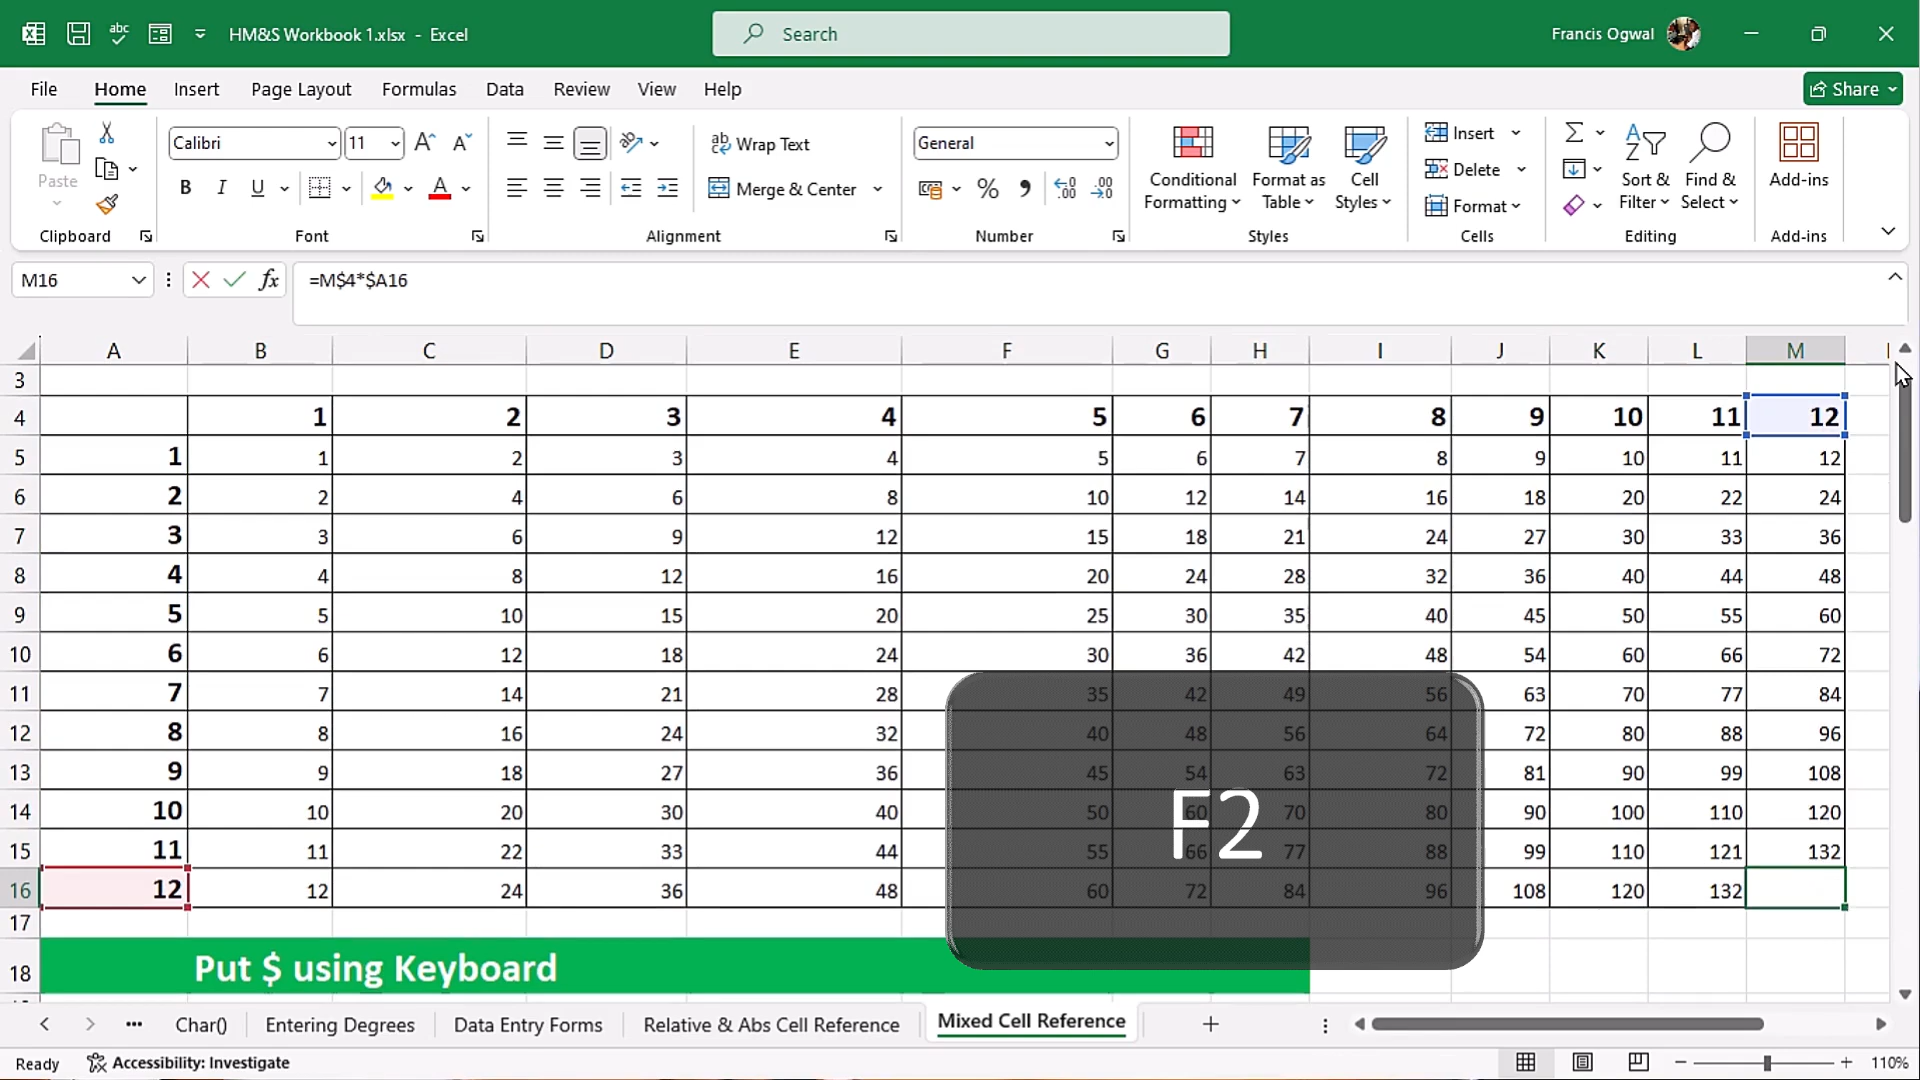 abc HM&S Workbook 1.xlsx - Excel Search Francis Ogwal
File Home Insert Page Layout Formulas Data Review View Help Share
Paste Calibri 11 A A ab Wrap Text General Conditional Formatting Format as Table Cell Styles Insert Delete Format Sort & Filter Find & Select Add-ins
B I U A Merge & Center % .00
Clipboard Font Alignment Number Styles Cells Editing Add-ins
M16 fx =M$4*$A16
A B C D E F G H I J K L M
3
4 1 2 3 4 5 6 7 8 9 10 11 12
5 1 1 2 3 4 5 6 7 8 9 10 11 12
6 2 2 4 6 8 10 12 14 16 18 20 22 24
7 3 3 6 9 12 15 18 21 24 27 30 33 36
8 4 4 8 12 16 20 24 28 32 36 40 44 48
9 5 5 10 15 20 25 30 35 40 45 50 55 60
10 6 6 12 18 24 30 36 42 48 54 60 66 72
11 7 7 14 21 28 35 42 49 56 63 70 77 84
12 8 8 16 24 32 40 48 56 64 72 80 88 96
13 9 9 18 27 36 45 54 63 72 81 90 99 108
14 10 10 20 30 40 50 60 70 80 90 100 110 120
F2
15 11 11 22 33 44 55 66 77 88 99 110 121 132
16 12 12 24 36 48 60 72 84 96 108 120 132
17
18 Put $ using Keyboard
Char() Entering Degrees Data Entry Forms Relative & Abs Cell Reference Mixed Cell Reference
Ready Accessibility: Investigate 110%